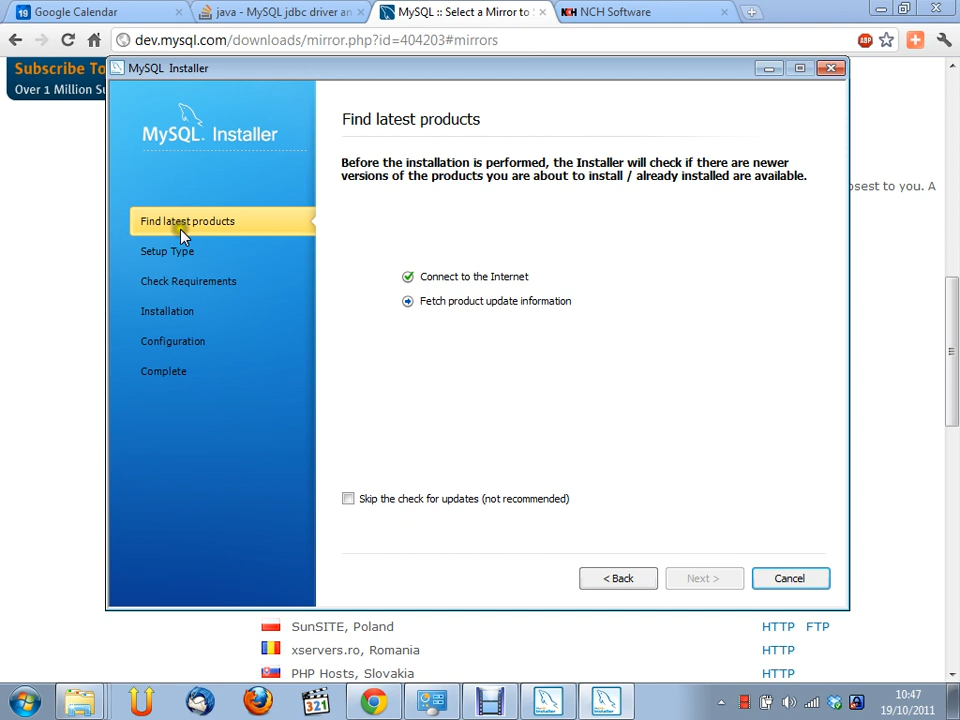 19 Google Calendar
java - MySQL jdbc driver an
MySQL :: Select a Mirror to
NCH NCH Software
dev.mysql.com/downloads/mirror.php?id=404203#mirrors
ABP
Subscribe To
Over 1 Million Su
MySQL Installer
MySQL Installer
Find latest products
Setup Type
Check Requirements
Installation
Configuration
Complete
Find latest products
Before the installation is performed, the Installer will check if there are newer
versions of the products you are about to install / already installed are available.
Connect to the Internet
Fetch product update information
Skip the check for updates (not recommended)
< Back
Next >
Cancel
osest to you. A
SunSITE, Poland HTTP FTP
xservers.ro, Romania HTTP
PHP Hosts, Slovakia HTTP
321
10:47
19/10/2011